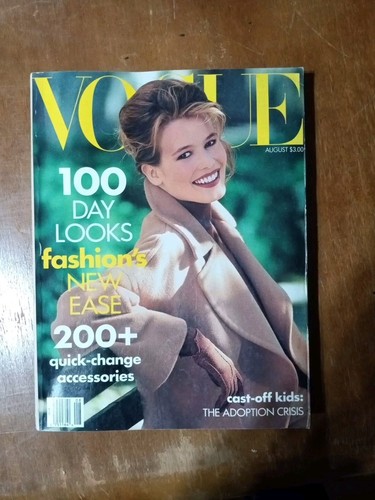 VOGUE
AUGUST $3.00
100
DAY
LOOKS
fashion's
NEW
EASE
200+
quick-change
accessories
cast-off kids:
THE ADOPTION CRISIS